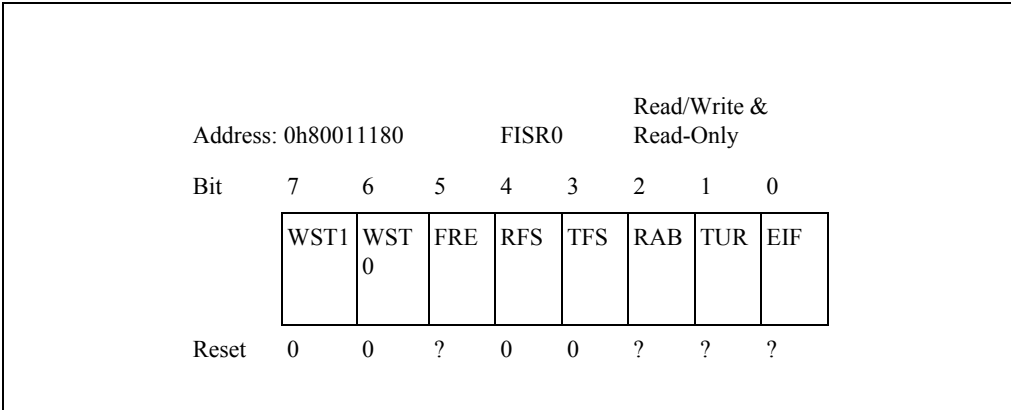 Read/Write &
Address: 0h80011180 FISR0 Read-Only
Bit 7 6 5 4 3 2 1 0
WST1 WST FRE RFS TFS RAB TUR EIF
0
Reset 0 0 ? 0 0 ? ? ?